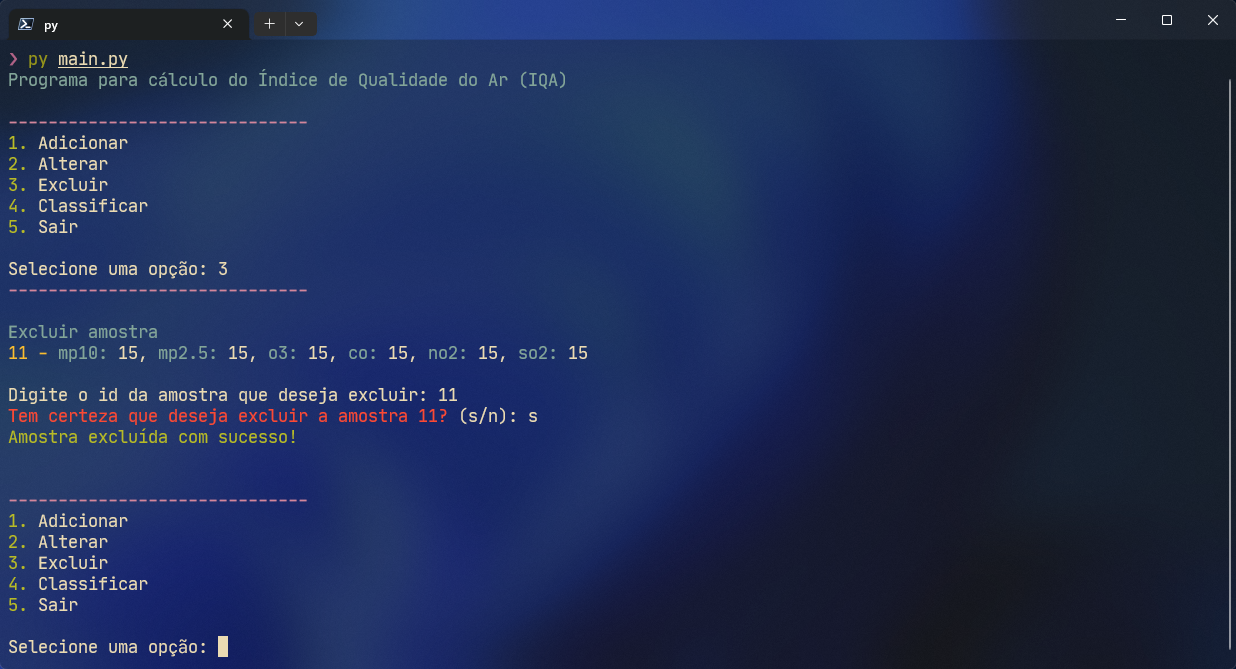 py
❯ py main.py
Programa para cálculo do Índice de Qualidade do Ar (IQA)
------------------------------
1. Adicionar
2. Alterar
3. Excluir
4. Classificar
5. Sair
Selecione uma opção: 3
------------------------------
Excluir amostra
11 - mp10: 15, mp2.5: 15, o3: 15, co: 15, no2: 15, so2: 15
Digite o id da amostra que deseja excluir: 11
Tem certeza que deseja excluir a amostra 11? (s/n): s
Amostra excluída com sucesso!
------------------------------
1. Adicionar
2. Alterar
3. Excluir
4. Classificar
5. Sair
Selecione uma opção: